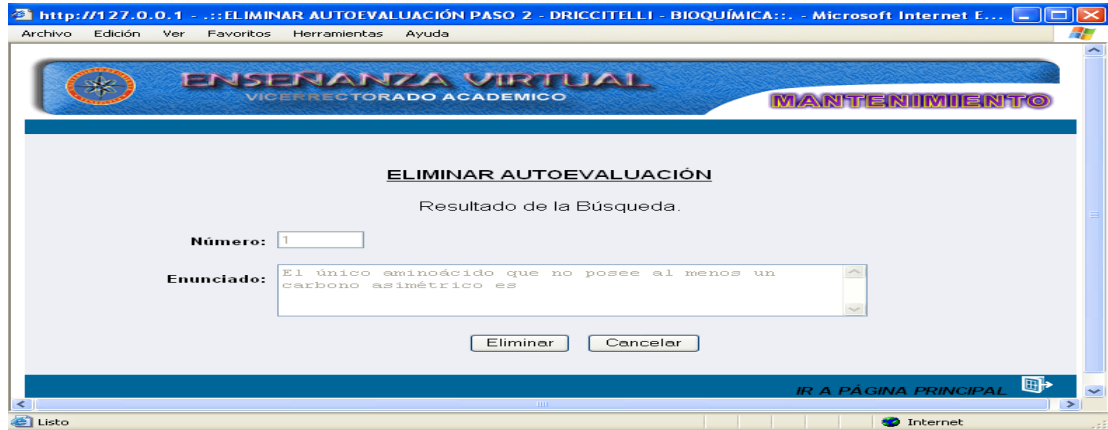 http://127.0.0.1 - .::ELIMINAR AUTOEVALUACIÓN PASO 2 - DRICCITELLI - BIOQUÍMICA::. - Microsoft Internet E...
Archivo Edición Ver Favoritos Herramientas Ayuda
ENSEÑANZA VIRTUAL
VICERRECTORADO ACADEMICO
MANTENIMIENTO
ELIMINAR AUTOEVALUACIÓN
Resultado de la Búsqueda.
Número: 1
Enunciado: El único aminoácido que no posee al menos un
carbono asimétrico es
Eliminar Cancelar
IR A PÁGINA PRINCIPAL
Listo Internet